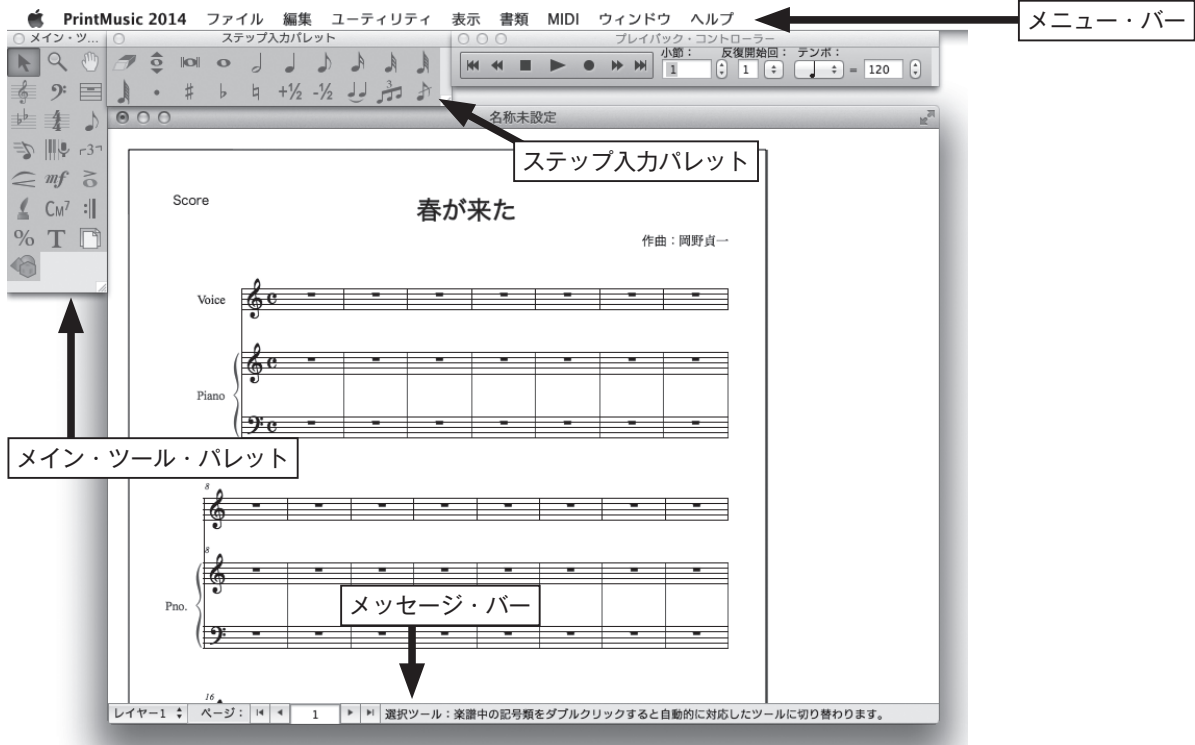 PrintMusic 2014 ファイル 編集 ユーティリティ 表示 書類 MIDI ウィンドウ ヘルプ
メニュー・バー
メイン・ツ...
ステップ入力パレット
プレイバック・コントローラー
小節： 反復開始回： テンポ：
1 1 = 120
+½ -½
3
名称未設定
ステップ入力パレット
mf
CM7
% T
Score
春が来た
作曲：岡野貞一
Voice
Piano
メイン・ツール・パレット
8
8
Pno.
メッセージ・バー
16
レイヤー1 ページ： 1 選択ツール：楽譜中の記号類をダブルクリックすると自動的に対応したツールに切り替わります。